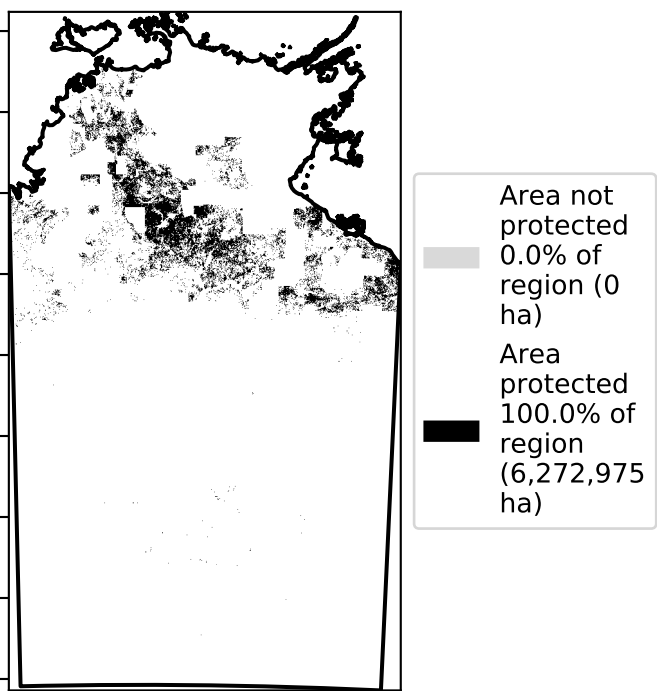 Area not
protected
0.0% of
region (0
ha)
Area
protected
100.0% of
region
(6,272,975
ha)